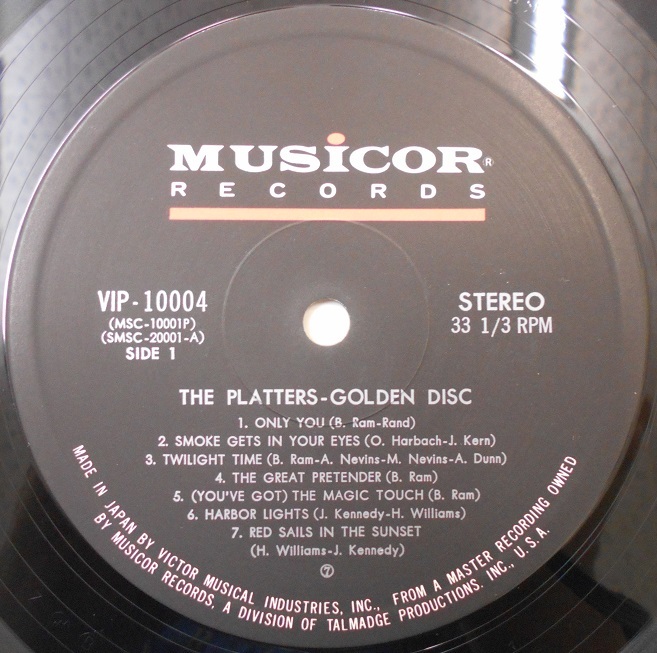 MUSiCOR®
RECORDS
VIP-10004
(MSC-10001P)
(SMSC-20001-A)
SIDE 1
STEREO
33 1/3 RPM
THE PLATTERS-GOLDEN DISC
1. ONLY YOU (B. Ram-Rand)
2. SMOKE GETS IN YOUR EYES (O. Harbach-J. Kern)
3. TWILIGHT TIME (B. Ram-A. Nevins-M. Nevins-A. Dunn)
4. THE GREAT PRETENDER (B. Ram)
5. (YOU'VE GOT) THE MAGIC TOUCH (B. Ram)
6. HARBOR LIGHTS (J. Kennedy-H. Williams)
7. RED SAILS IN THE SUNSET
(H. Williams-J. Kennedy)
⑦
MADE IN JAPAN BY VICTOR MUSICAL INDUSTRIES, INC., FROM A MASTER RECORDING OWNED
BY MUSICOR RECORDS, A DIVISION OF TALMADGE PRODUCTIONS, INC., U.S.A.